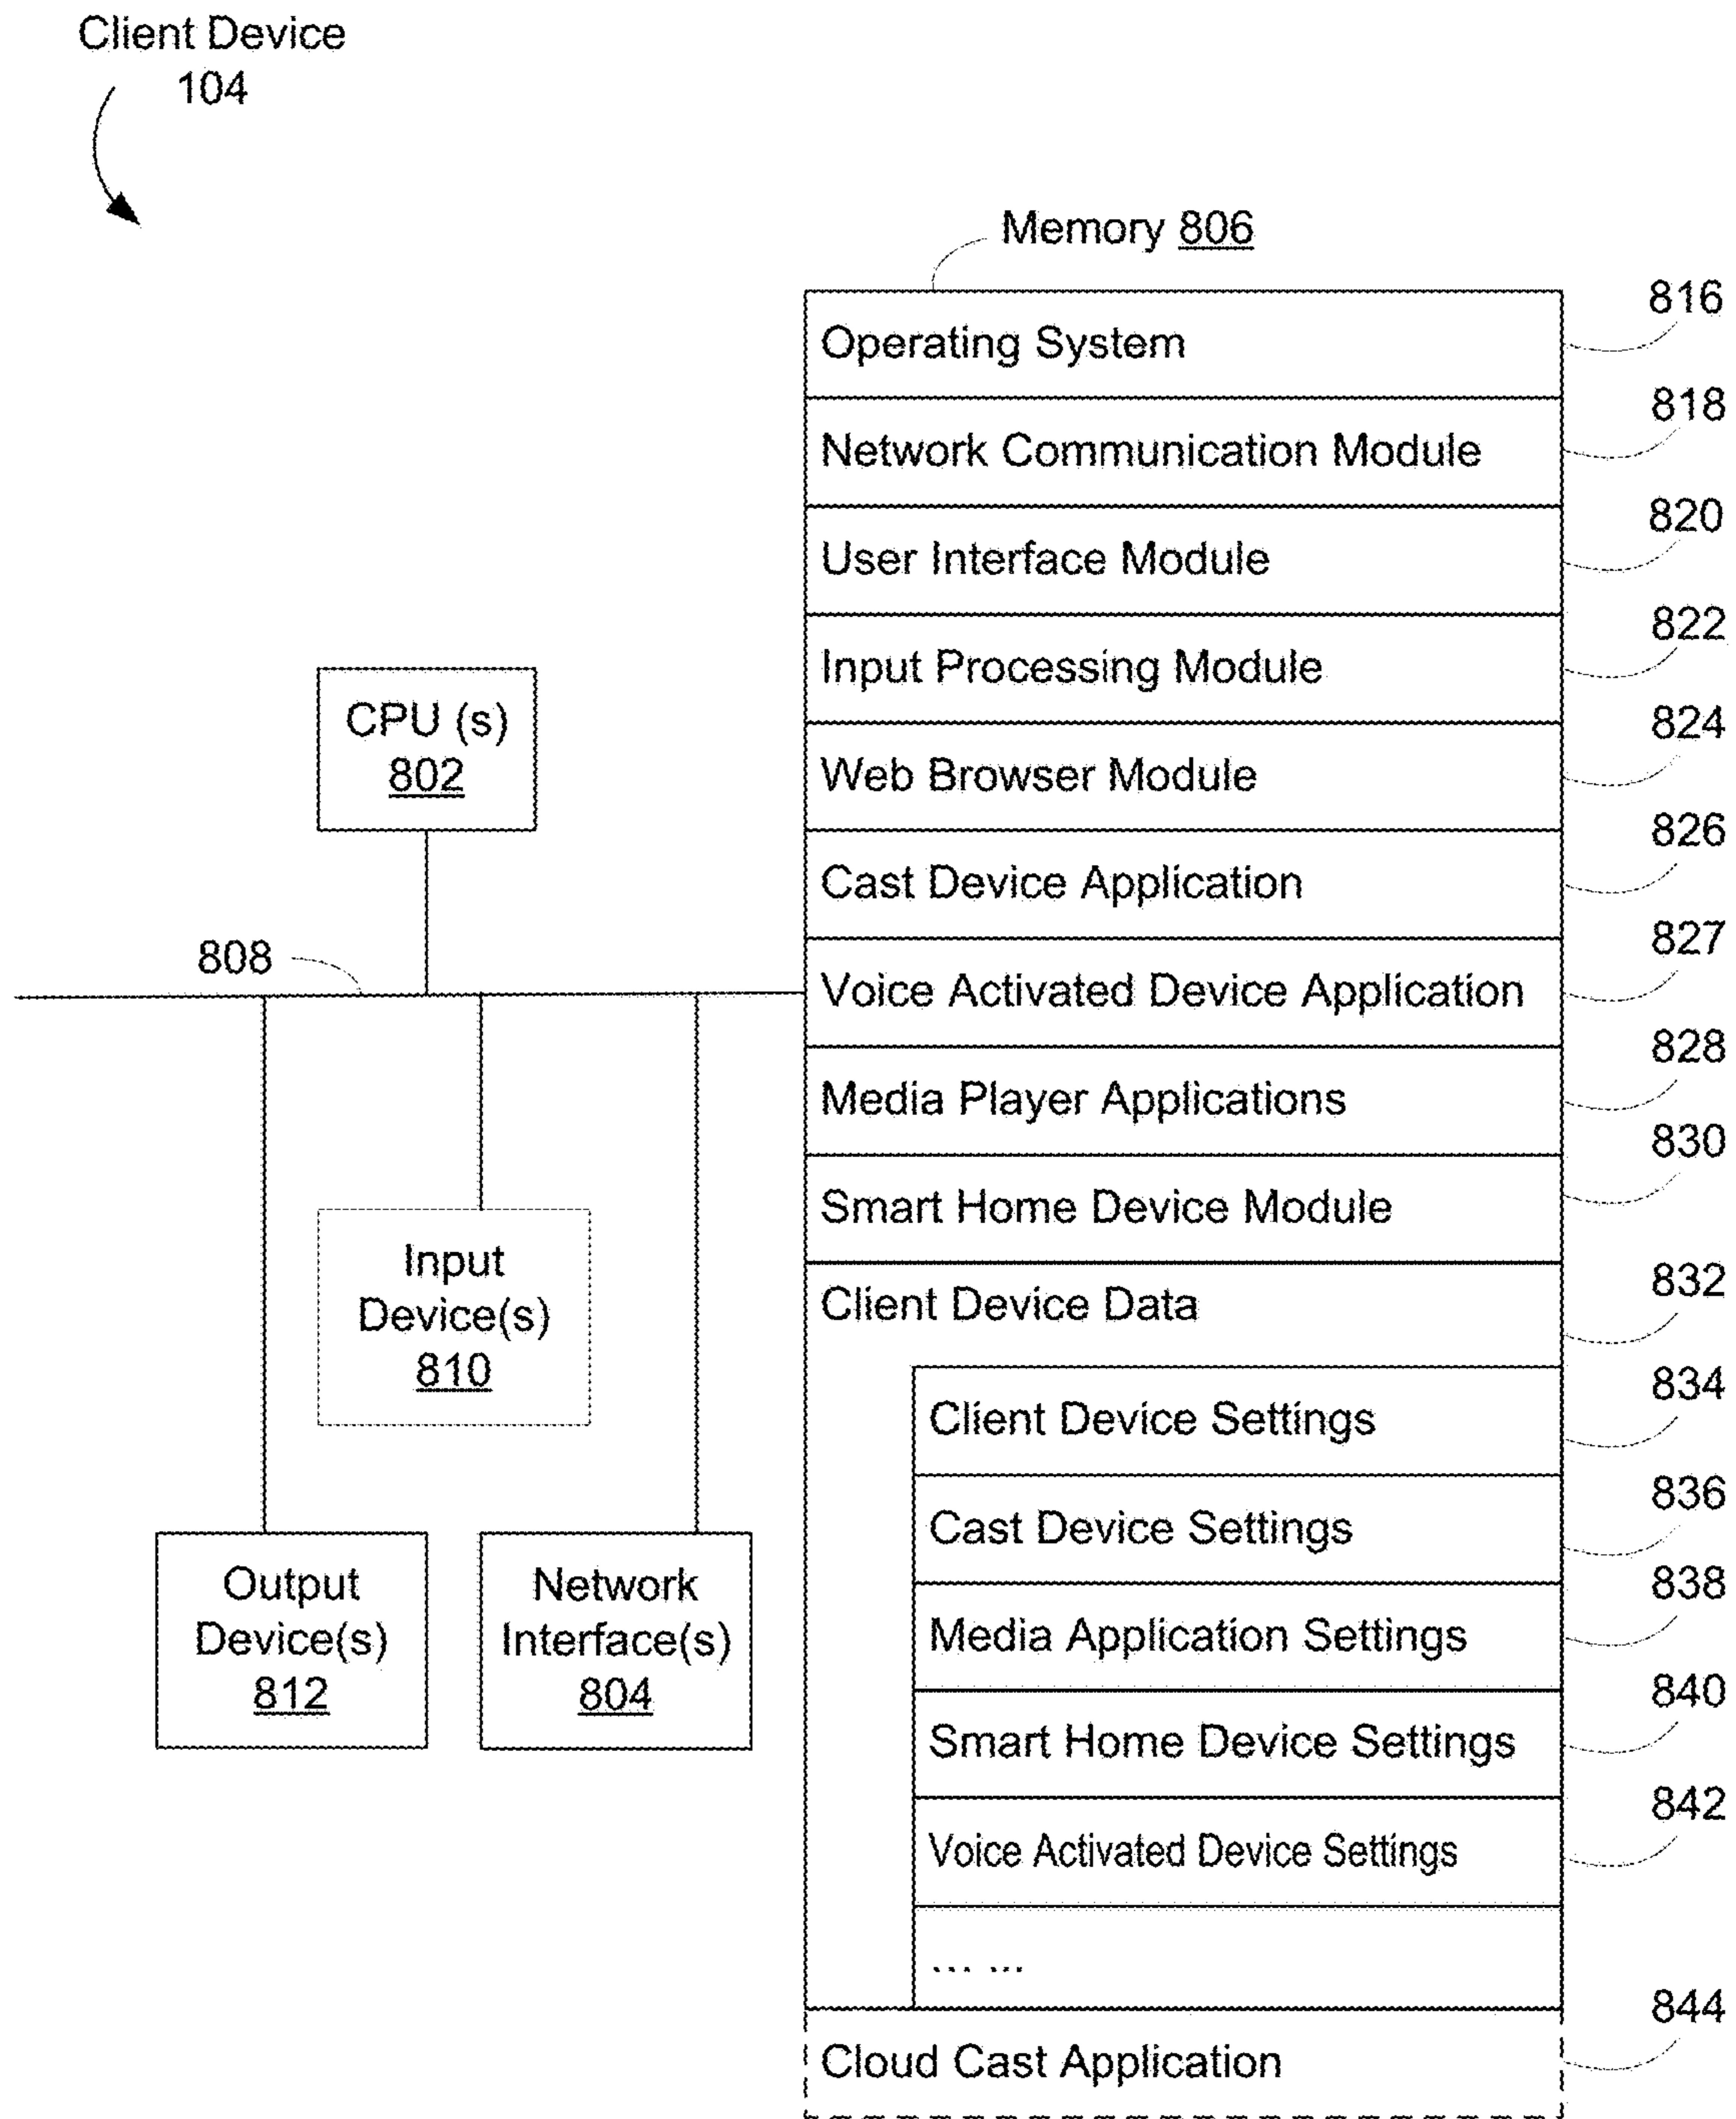 Client Device
104
Memory 806
Operating System
816
Network Communication Module
818
User Interface Module
820
Input Processing Module
822
Web Browser Module
824
Cast Device Application
826
Voice Activated Device Application
827
Media Player Applications
828
Smart Home Device Module
830
Client Device Data
832
Client Device Settings
834
Cast Device Settings
836
Media Application Settings
838
Smart Home Device Settings
840
Voice Activated Device Settings
842
... ...
Cloud Cast Application
844
CPU (s)
802
808
Input
Device(s)
810
Output
Device(s)
812
Network
Interface(s)
804